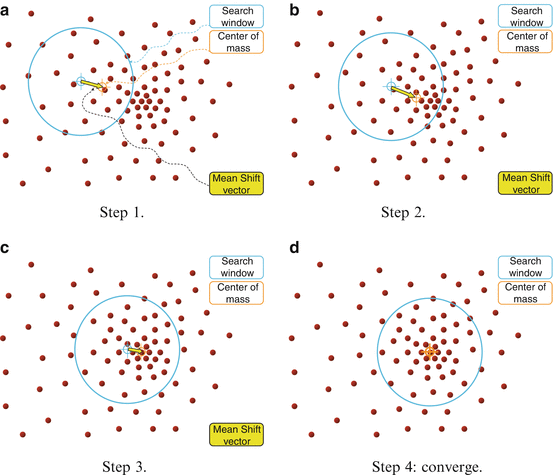 a
Search
window
Center of
mass
Mean Shift
vector
Step 1.
b
Search
window
Center of
mass
Mean Shift
vector
Step 2.
c
Search
window
Center of
mass
Mean Shift
vector
Step 3.
d
Search
window
Center of
mass
Step 4: converge.